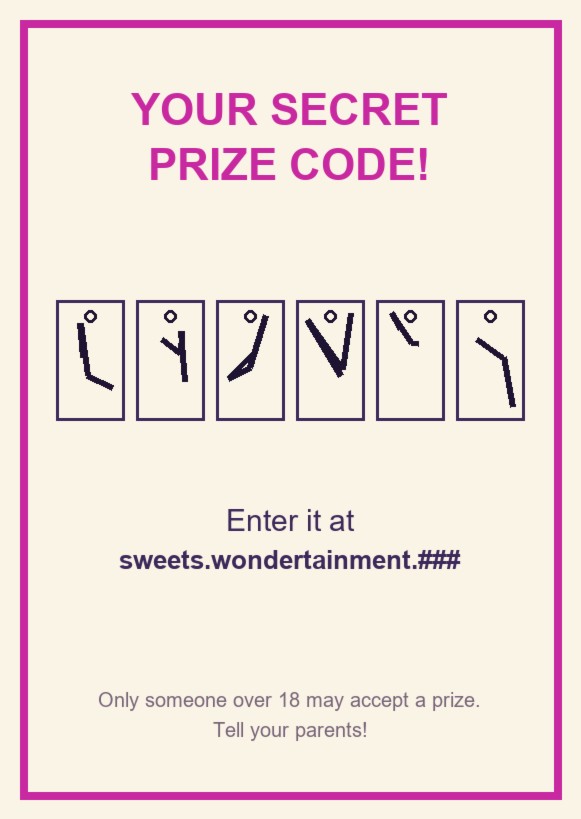 YOUR SECRET
PRIZE CODE!
Enter it at
sweets.wondertainment.###
Only someone over 18 may accept a prize.
Tell your parents!